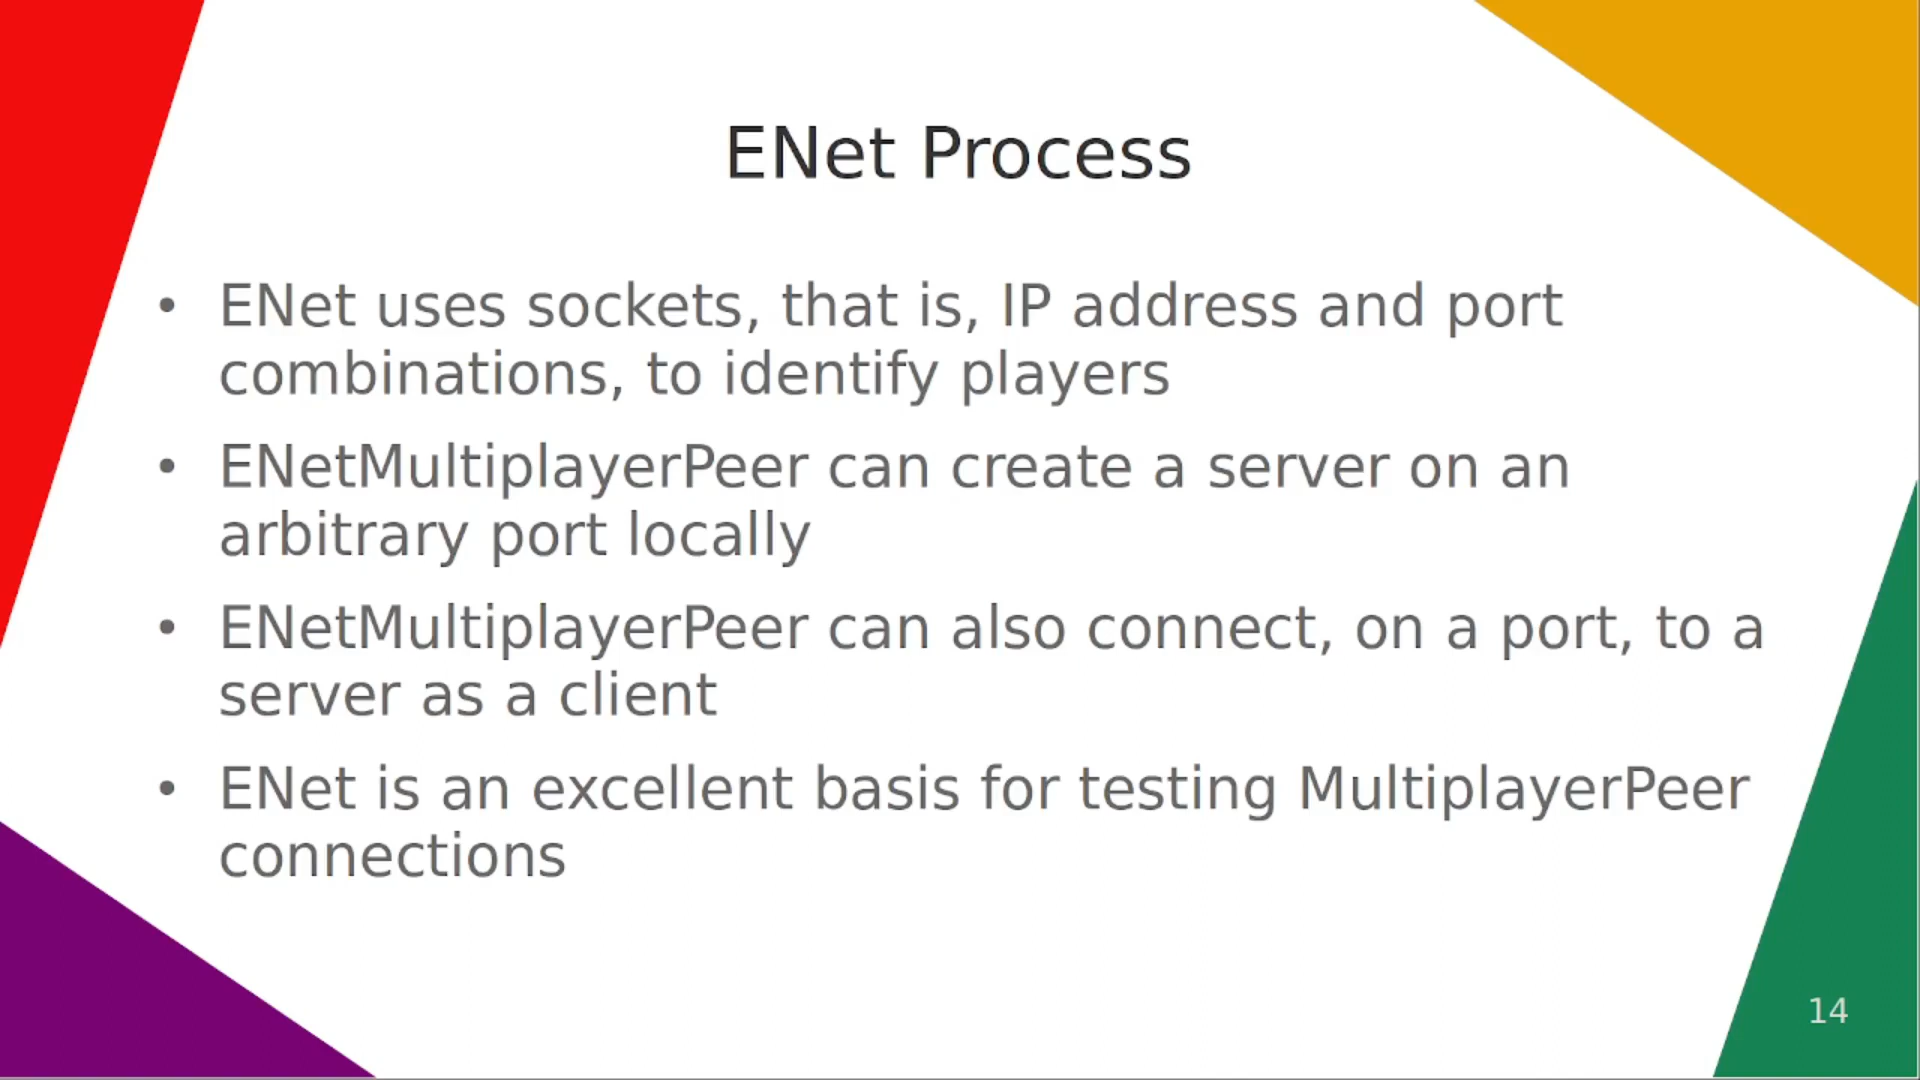 ENet Process
• ENet uses sockets, that is, IP address and port
combinations, to identify players
• ENetMultiplayerPeer can create a server on an
arbitrary port locally
• ENetMultiplayerPeer can also connect, on a port, to a
server as a client
• ENet is an excellent basis for testing MultiplayerPeer
connections
14